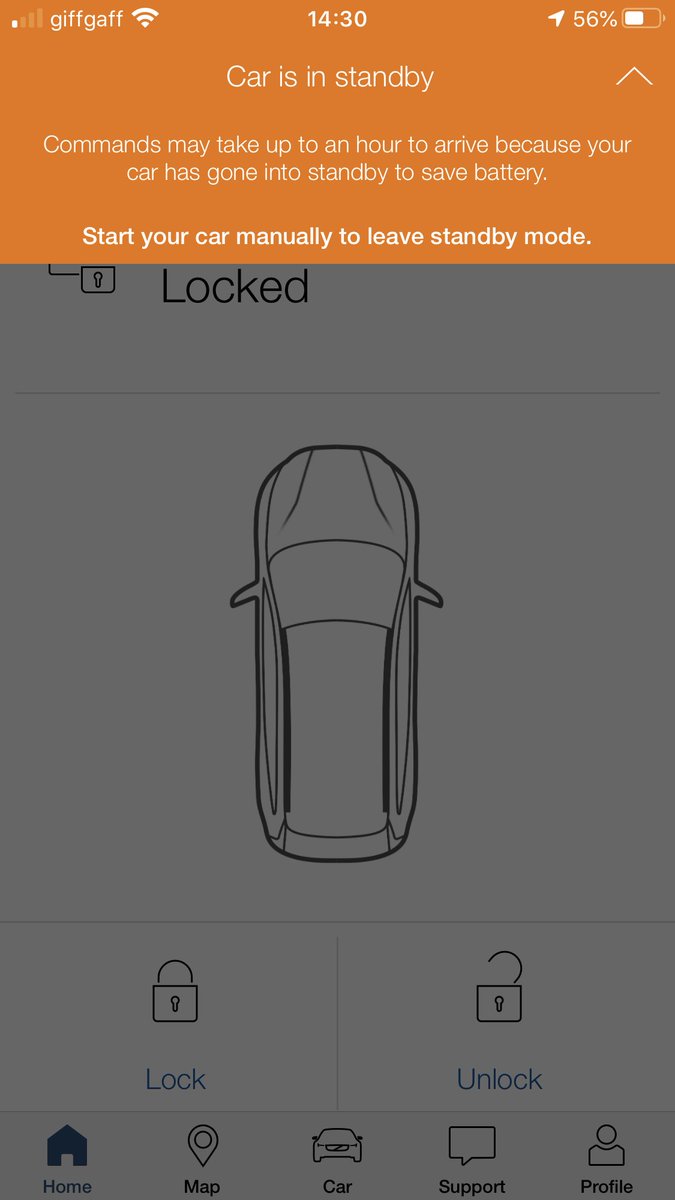 giffgaff 14:30 56%
Car is in standby
Commands may take up to an hour to arrive because your
car has gone into standby to save battery.
Start your car manually to leave standby mode.
Locked
Lock Unlock
Home Map Car Support Profile